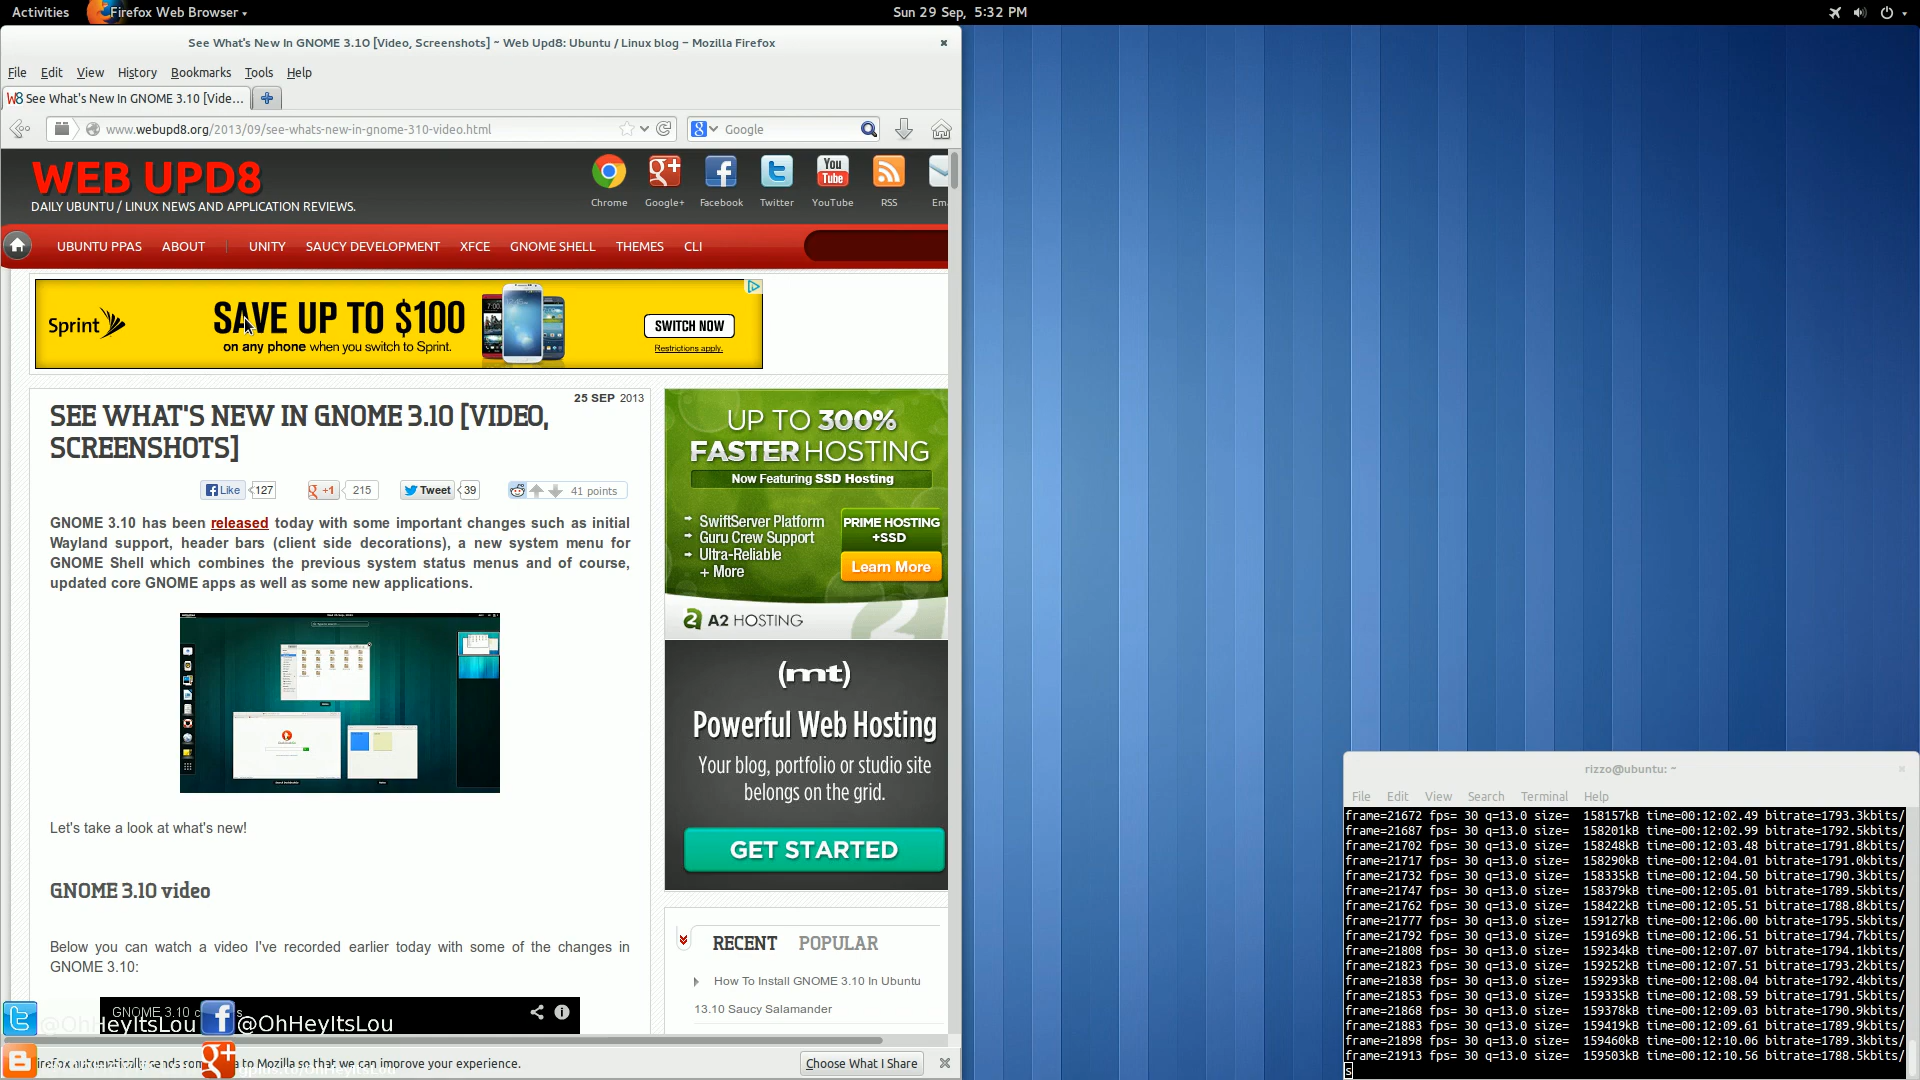 Activities
Firefox Web Browser
Sun 29 Sep, 5:32 PM
See What's New In GNOME 3.10 [Video, Screenshots] ~ Web Upd8: Ubuntu / Linux blog – Mozilla Firefox
File Edit View History Bookmarks Tools Help
W8 See What's New In GNOME 3.10 [Vide...
www.webupd8.org/2013/09/see-whats-new-in-gnome-310-video.html
Google
WEB UPD8
DAILY UBUNTU / LINUX NEWS AND APPLICATION REVIEWS.
You Tube
Chrome Google+ Facebook Twitter YouTube RSS Em
UBUNTU PPAS ABOUT UNITY SAUCY DEVELOPMENT XFCE GNOME SHELL THEMES CLI
Sprint
SAVE UP TO $100
on any phone when you switch to Sprint.
SWITCH NOW
Restrictions apply.
25 SEP 2013
SEE WHAT'S NEW IN GNOME 3.10 [VIDEO,
SCREENSHOTS]
Like 127 +1 215 Tweet 39 41 points
GNOME 3.10 has been released today with some important changes such as initial
Wayland support, header bars (client side decorations), a new system menu for
GNOME Shell which combines the previous system status menus and of course,
updated core GNOME apps as well as some new applications.
Let's take a look at what's new!
GNOME 3.10 video
Below you can watch a video I've recorded earlier today with some of the changes in
GNOME 3.10:
GNOME 3.10
@OhHeyItsLou
@OhHeyItsLou
UP TO 300%
FASTER HOSTING
Now Featuring SSD Hosting
SwiftServer Platform
Guru Crew Support
Ultra-Reliable
+ More
PRIME HOSTING
+SSD
Learn More
A2 HOSTING
(mt)
Powerful Web Hosting
Your blog, portfolio or studio site
belongs on the grid.
GET STARTED
RECENT POPULAR
How To Install GNOME 3.10 In Ubuntu
13.10 Saucy Salamander
to Mozilla so that we can improve your experience.
Choose What I Share
rizzo@ubuntu: ~
File Edit View Search Terminal Help
frame=21672 fps= 30 q=13.0 size= 158157kB time=00:12:02.49 bitrate=1793.3kbits/
frame=21687 fps= 30 q=13.0 size= 158201kB time=00:12:02.99 bitrate=1792.5kbits/
frame=21702 fps= 30 q=13.0 size= 158248kB time=00:12:03.48 bitrate=1791.8kbits/
frame=21717 fps= 30 q=13.0 size= 158290kB time=00:12:04.01 bitrate=1791.0kbits/
frame=21732 fps= 30 q=13.0 size= 158335kB time=00:12:04.50 bitrate=1790.3kbits/
frame=21747 fps= 30 q=13.0 size= 158379kB time=00:12:05.01 bitrate=1789.5kbits/
frame=21762 fps= 30 q=13.0 size= 158422kB time=00:12:05.51 bitrate=1788.8kbits/
frame=21777 fps= 30 q=13.0 size= 159127kB time=00:12:06.00 bitrate=1795.5kbits/
frame=21792 fps= 30 q=13.0 size= 159169kB time=00:12:06.51 bitrate=1794.7kbits/
frame=21808 fps= 30 q=13.0 size= 159234kB time=00:12:07.07 bitrate=1794.1kbits/
frame=21823 fps= 30 q=13.0 size= 159252kB time=00:12:07.51 bitrate=1793.2kbits/
frame=21838 fps= 30 q=13.0 size= 159293kB time=00:12:08.04 bitrate=1792.4kbits/
frame=21853 fps= 30 q=13.0 size= 159335kB time=00:12:08.59 bitrate=1791.5kbits/
frame=21868 fps= 30 q=13.0 size= 159378kB time=00:12:09.03 bitrate=1790.9kbits/
frame=21883 fps= 30 q=13.0 size= 159419kB time=00:12:09.61 bitrate=1789.9kbits/
frame=21898 fps= 30 q=13.0 size= 159460kB time=00:12:10.06 bitrate=1789.3kbits/
frame=21913 fps= 30 q=13.0 size= 159503kB time=00:12:10.56 bitrate=1788.5kbits/
s